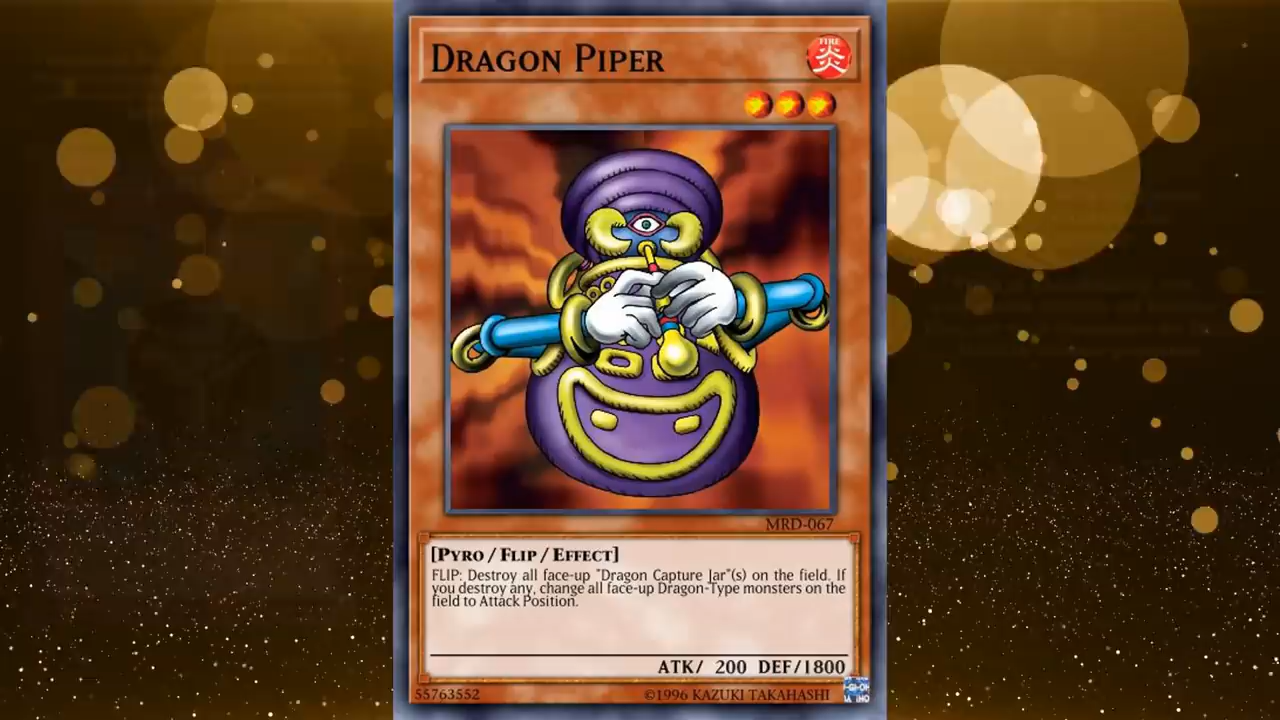 Dragon Piper
FIRE
炎
MRD-067
[Pyro / Flip / Effect]
FLIP: Destroy all face-up "Dragon Capture Jar"(s) on the field. If
you destroy any, change all face-up Dragon-Type monsters on the
field to Attack Position.
ATK/ 200 DEF/1800
55763552
©1996 KAZUKI TAKAHASHI